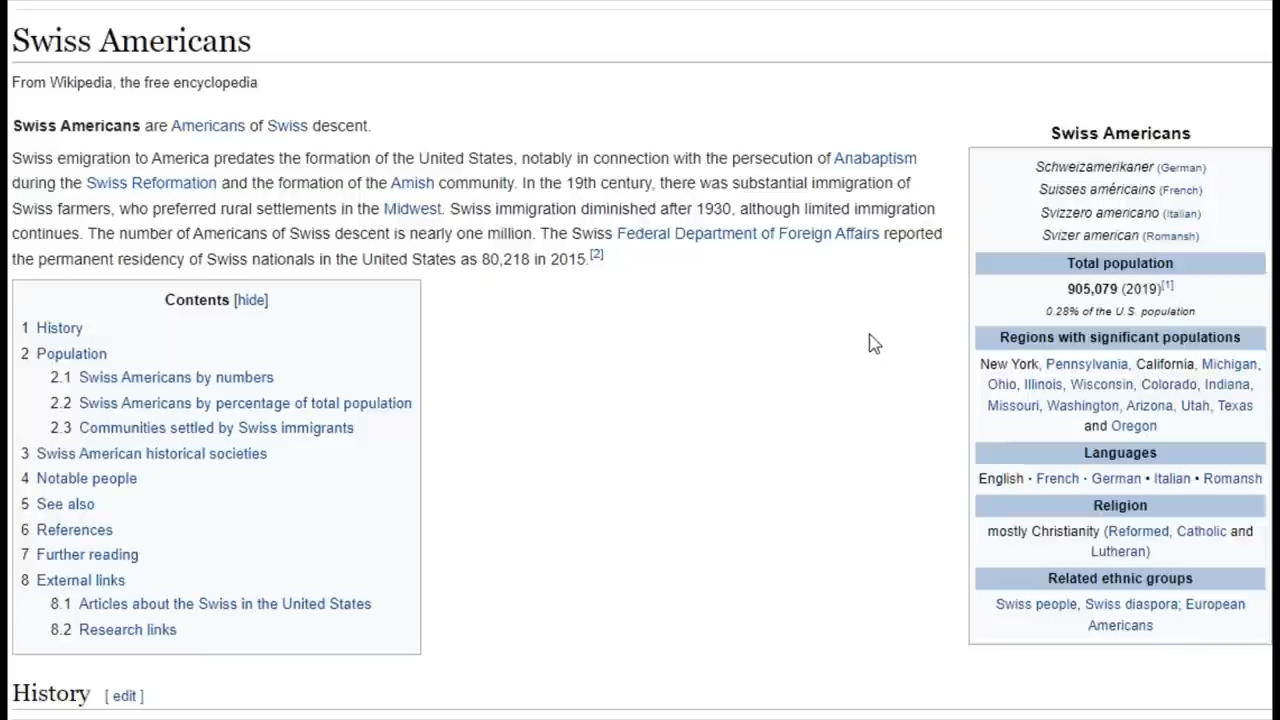 Swiss Americans
From Wikipedia, the free encyclopedia
Swiss Americans are Americans of Swiss descent.
Swiss emigration to America predates the formation of the United States, notably in connection with the persecution of Anabaptism
during the Swiss Reformation and the formation of the Amish community. In the 19th century, there was substantial immigration of
Swiss farmers, who preferred rural settlements in the Midwest. Swiss immigration diminished after 1930, although limited immigration
continues. The number of Americans of Swiss descent is nearly one million. The Swiss Federal Department of Foreign Affairs reported
the permanent residency of Swiss nationals in the United States as 80,218 in 2015.[2]
Contents [hide]
1 History
2 Population
2.1 Swiss Americans by numbers
2.2 Swiss Americans by percentage of total population
2.3 Communities settled by Swiss immigrants
3 Swiss American historical societies
4 Notable people
5 See also
6 References
7 Further reading
8 External links
8.1 Articles about the Swiss in the United States
8.2 Research links
Swiss Americans
Schweizamerikaner (German)
Suisses américains (French)
Svizzero americano (Italian)
Svizer american (Romansh)
Total population
905,079 (2019)[1]
0.28% of the U.S. population
Regions with significant populations
New York, Pennsylvania, California, Michigan,
Ohio, Illinois, Wisconsin, Colorado, Indiana,
Missouri, Washington, Arizona, Utah, Texas
and Oregon
Languages
English · French · German • Italian • Romansh
Religion
mostly Christianity (Reformed, Catholic and
Lutheran)
Related ethnic groups
Swiss people, Swiss diaspora; European
Americans
History [ edit ]